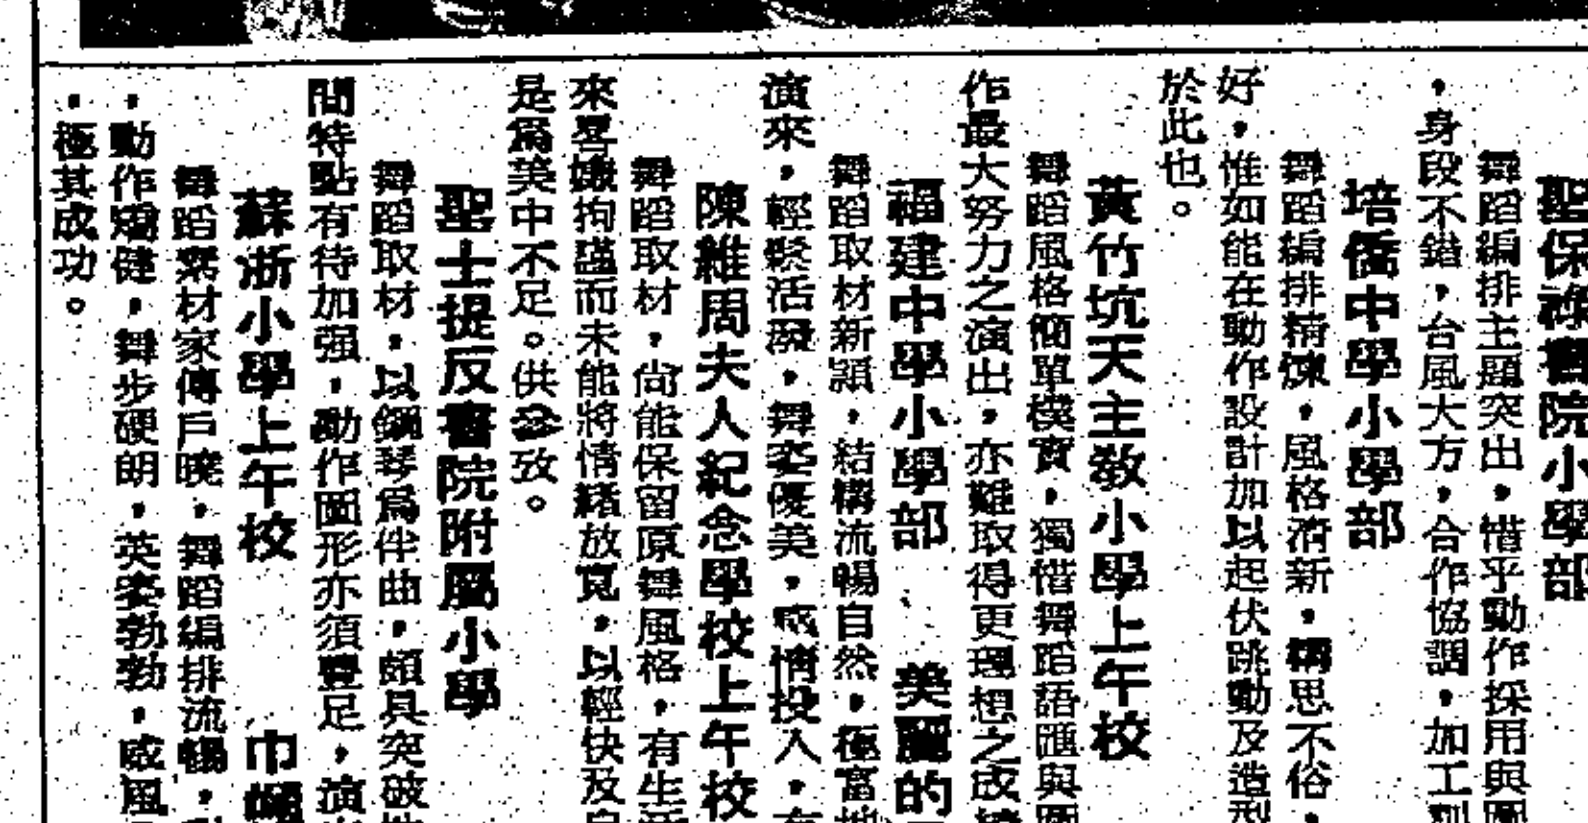 聖保祿書院小學部
舞蹈編排主題突出，惜乎動作採用與圖
，身段不錯，台風大方，合作協調，加工
培僑中學小學部
舞蹈編排精煉，風格清新，構思不俗，
好，惟如能在動作設計加以起伏跳動及造型
於此也。
黃竹坑天主教小學上午校
舞蹈風格簡單樸實，獨惜舞蹈語匯與圖
作最大努力之演出，亦難取得更理想之成績
福建中學小學部　美麗的
舞蹈取材新穎，結構流暢自然，極富地
演來，輕鬆活潑，舞姿優美，感情投入，在
陳維周夫人紀念學校上午校
舞蹈取材，尚能保留原舞風格，有生活
來畧嫌拘謹而未能將情緒放寬，以輕快及自
是為美中不足。供參攷。
聖士提反書院附屬小學
舞蹈取材，以鋼琴為伴曲，頗具突破性
間特點有待加强，動作圖形亦須豐足，演
蘇浙小學上午校　巾幗
舞蹈素材家傳戶曉，舞蹈編排流暢，
，動作矯健，舞步硬朗，英姿勃勃，威風
，極其成功。